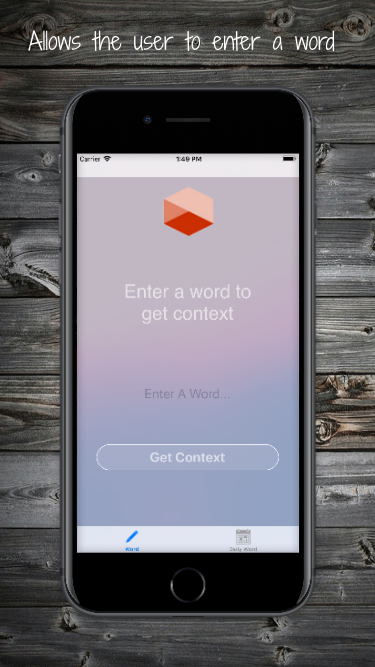 Allows the user to enter a word
Carrier 1:49 PM
Enter a word to
get context
Enter A Word...
Get Context
Word Daily Word